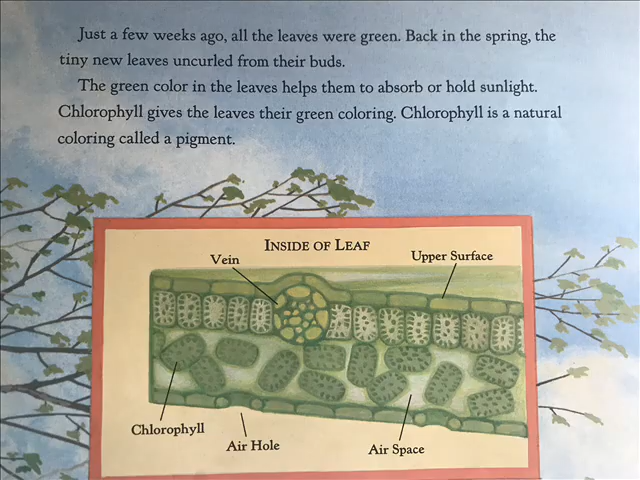 Just a few weeks ago, all the leaves were green. Back in the spring, the
tiny new leaves uncurled from their buds.
The green color in the leaves helps them to absorb or hold sunlight.
Chlorophyll gives the leaves their green coloring. Chlorophyll is a natural
coloring called a pigment.
INSIDE OF LEAF
Vein
Upper Surface
Chlorophyll
Air Hole
Air Space